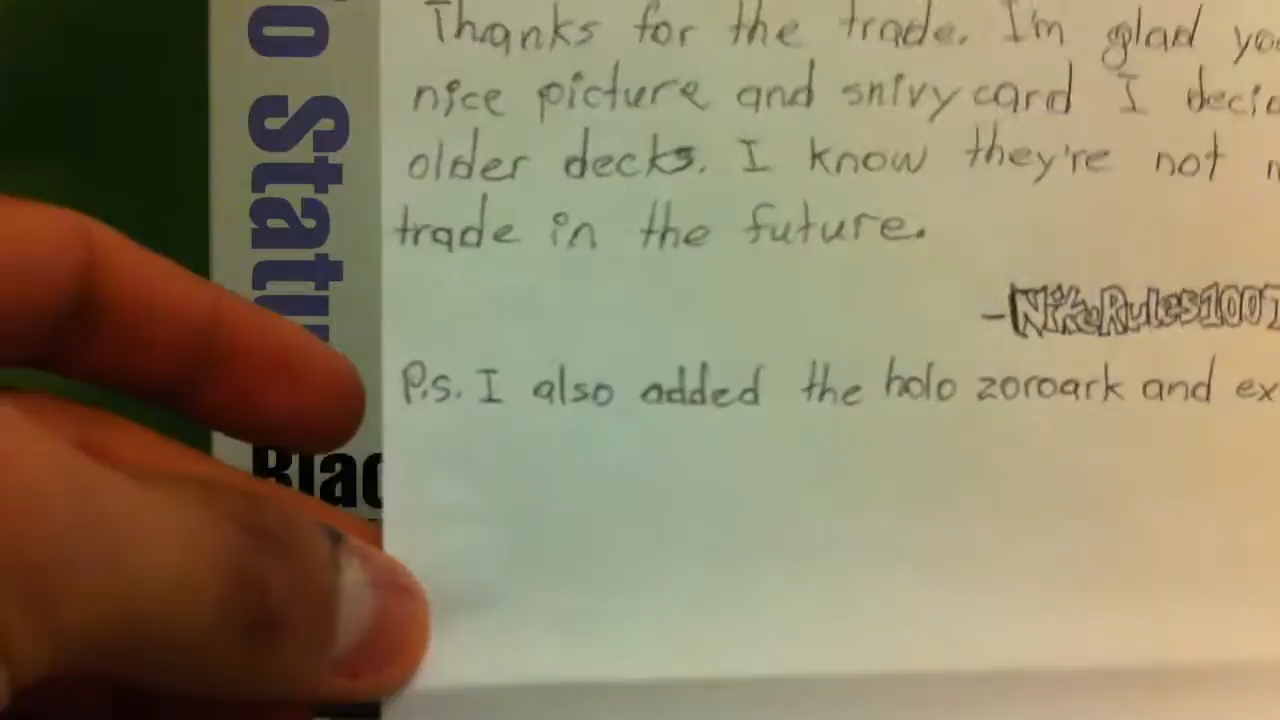 o Statu
Blac
Thanks for the trade. I'm glad yo
nice picture and snivy card I decid
older decks. I know they're not
trade in the future.
-NikeRules100
P.s. I also added the holo zoroark and ex